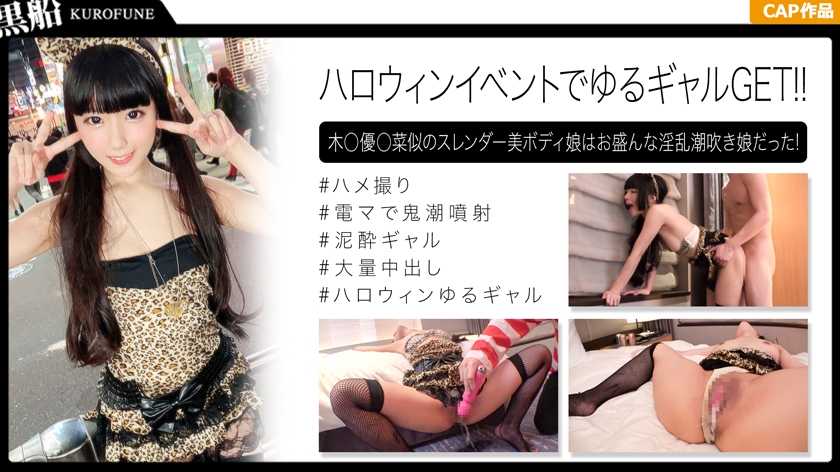 黒船 KUROFUNE
CAP作品
ハロウィンイベントでゆるギャルGET!!
木〇優〇菜似のスレンダー美ボディ娘はお盛んな淫乱潮吹き娘だった!
#ハメ撮り
#電マで鬼潮噴射
#泥酔ギャル
#大量中出し
#ハロウィンゆるギャル